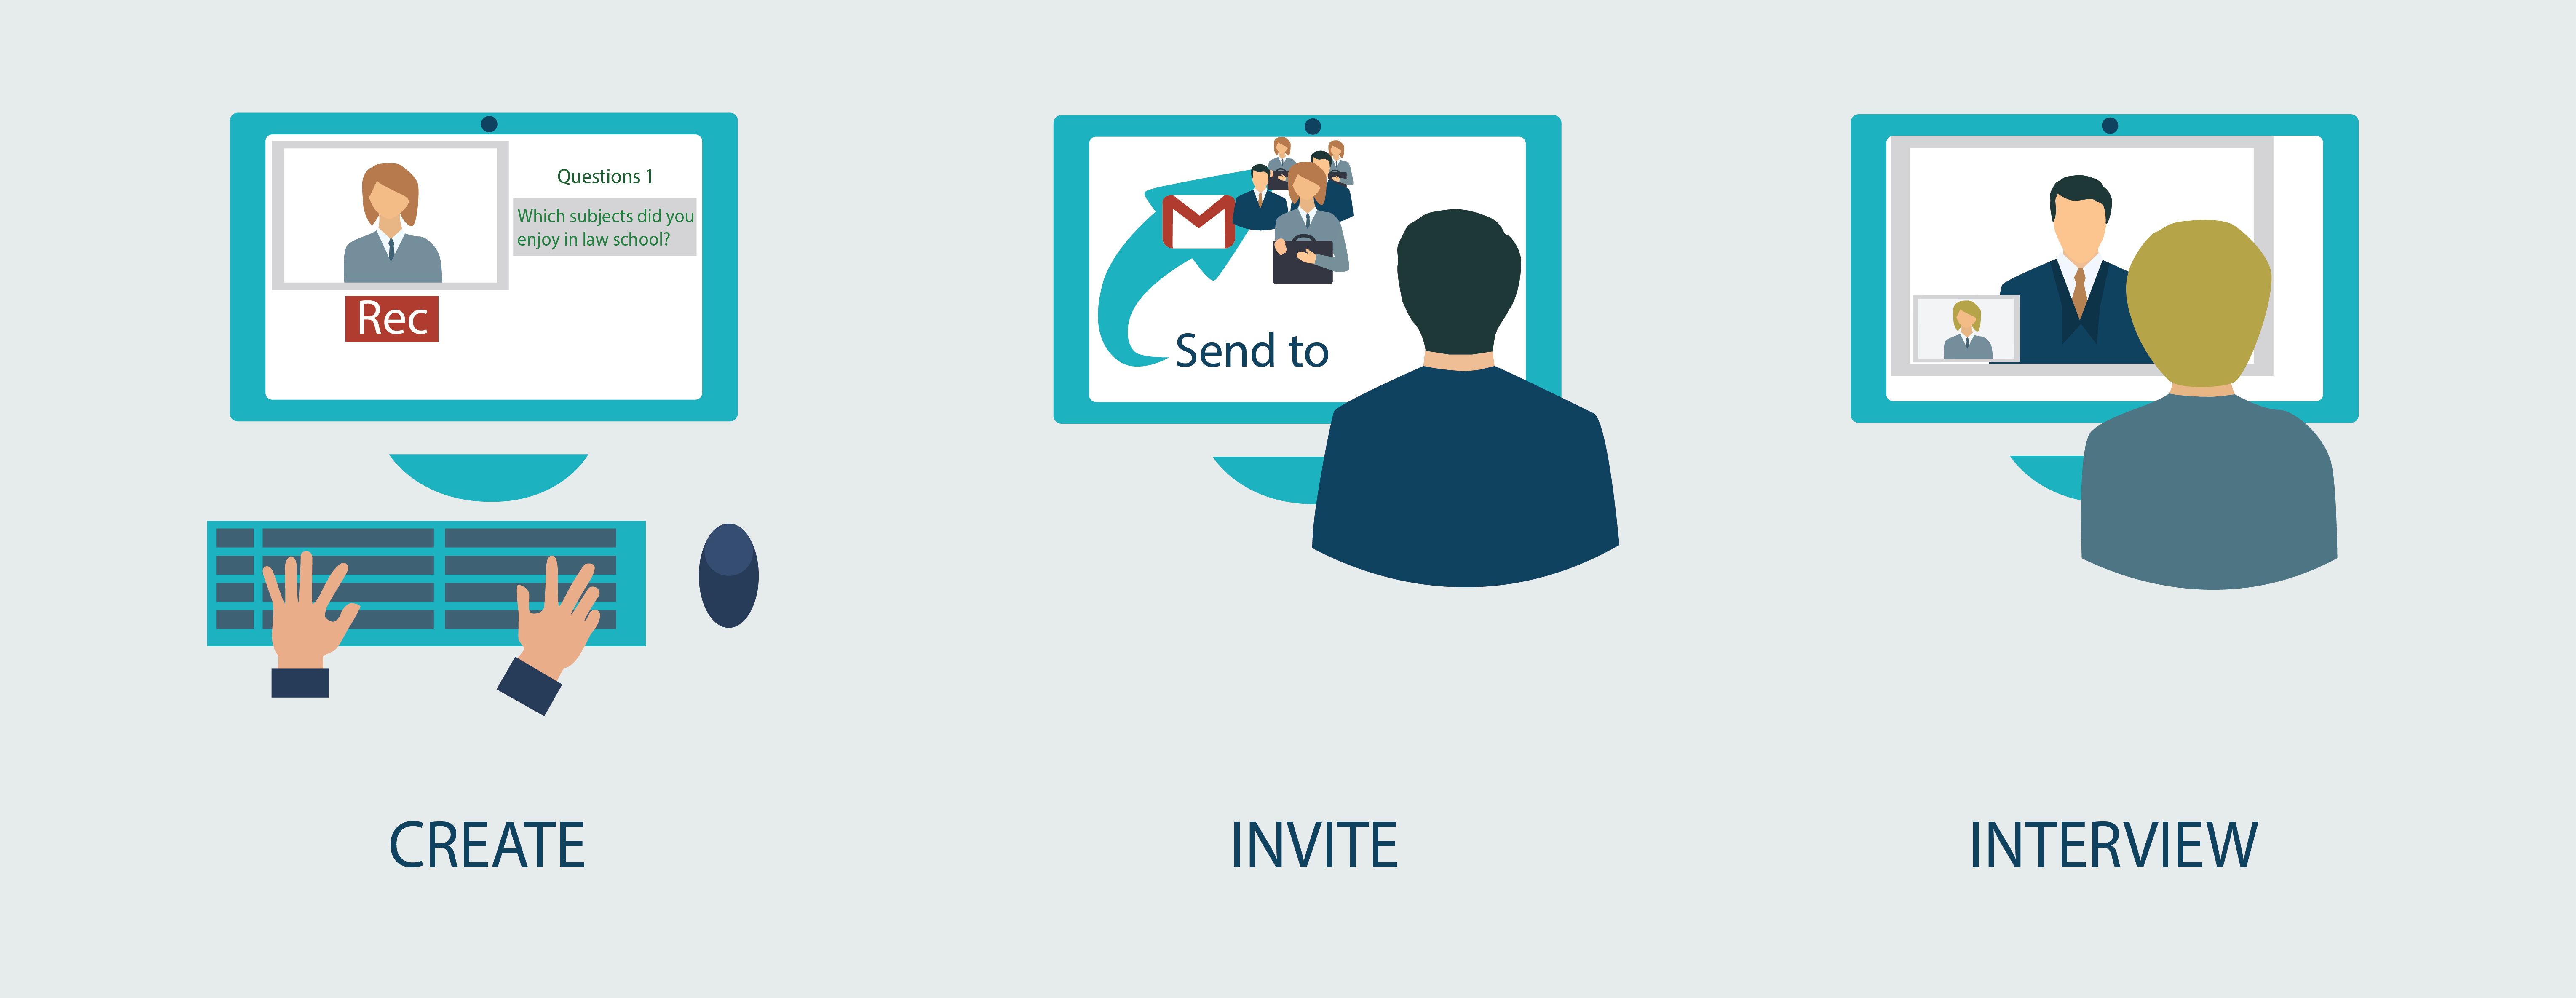 Questions 1
Which subjects did you
enjoy in law school?
Rec
Send to
CREATE
INVITE
INTERVIEW